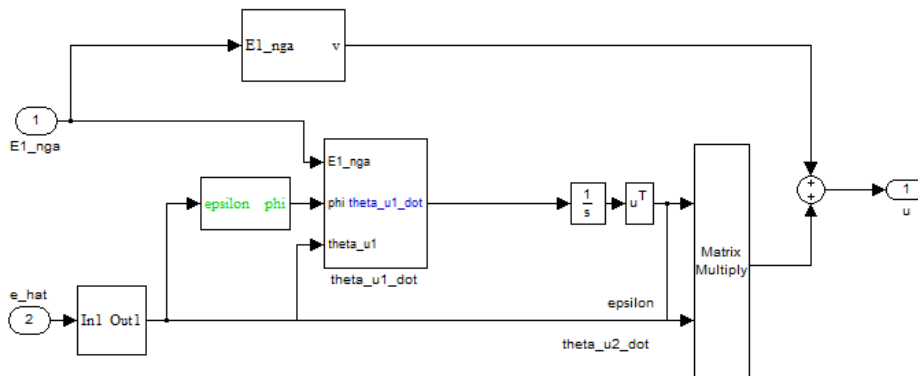 E1_nga v
1
E1_nga
E1_nga
phi theta_u1_dot
theta_u1
theta_u1_dot
epsilon phi
1
s
u^T
Matrix
Multiply
+
+
1
u
e_hat
2
In1 Out1
epsilon
theta_u2_dot